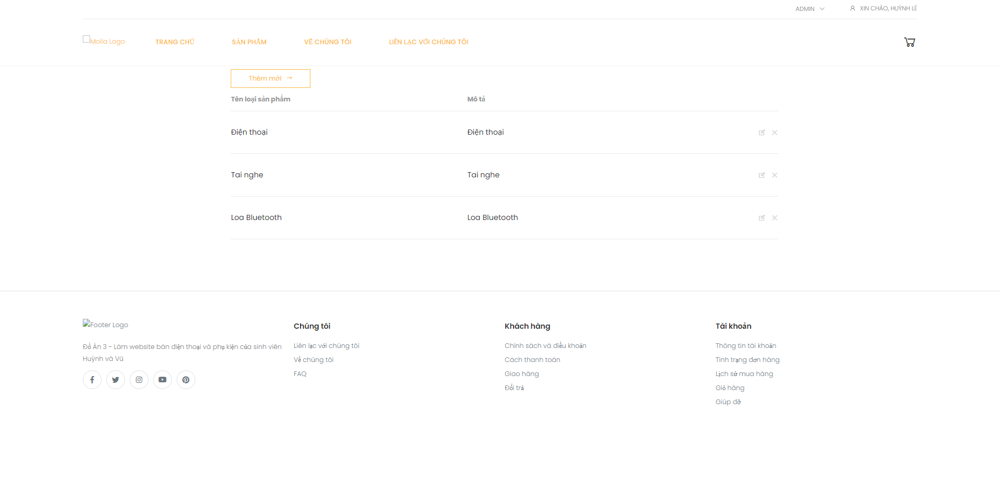 ADMIN
XIN CHÀO, HUỲNH LÊ
Molla Logo
TRANG CHỦ
SẢN PHẨM
VỀ CHÚNG TÔI
LIÊN LẠC VỚI CHÚNG TÔI
Thêm mới →
Tên loại sản phẩm
Mô tả
Điện thoại
Điện thoại
Tai nghe
Tai nghe
Loa Bluetooth
Loa Bluetooth
Footer Logo
Đồ Án 3 - Làm website bán điện thoại và phụ kiện của sinh viên
Huỳnh và Vũ
Chúng tôi
Liên lạc với chúng tôi
Về chúng tôi
FAQ
Khách hàng
Chính sách và điều khoản
Cách thanh toán
Giao hàng
Đổi trả
Tài khoản
Thông tin tài khoản
Tình trạng đơn hàng
Lịch sử mua hàng
Giỏ hàng
Giúp đỡ